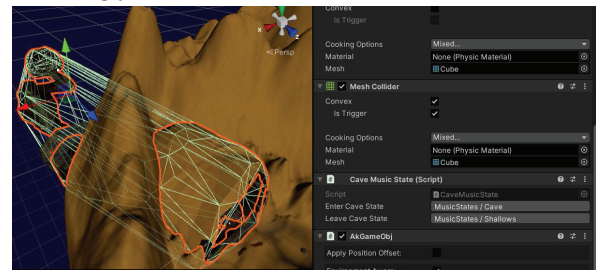 x
z
<Persp
Convex
Is Trigger
Cooking Options Mixed...
Material None (Physic Material)
Mesh Cube
Mesh Collider
Convex
Is Trigger
Cooking Options Mixed...
Material None (Physic Material)
Mesh Cube
# Cave Music State (Script)
Script CaveMusicState
Enter Cave State MusicStates / Cave
Leave Cave State MusicStates / Shallows
# AkGameObj
Apply Position Offset:
Environment Aware: